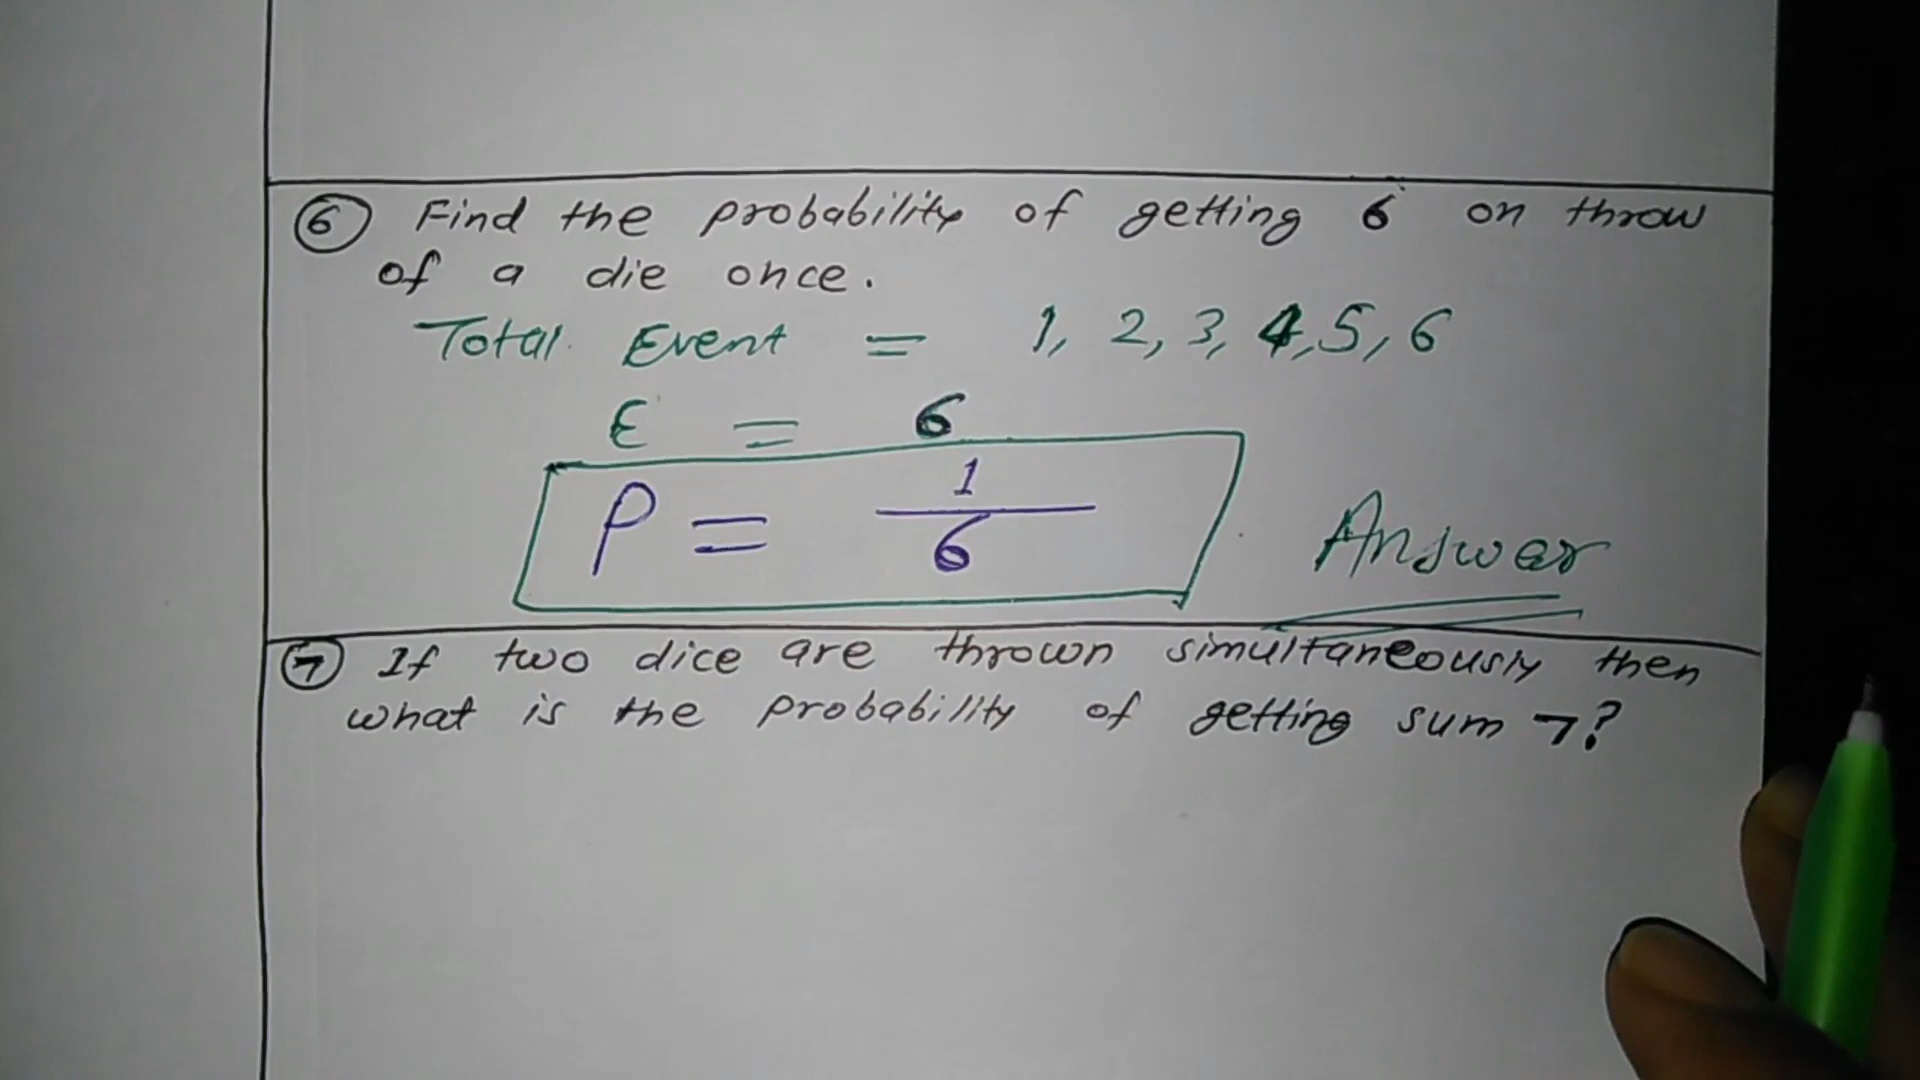 6 Find the probability of getting 6 on throw
of a die once.
Total Event = 1, 2, 3, 4, 5, 6
E = 6
P = 1/6 Answer
7 If two dice are thrown simultaneously then
what is the probability of getting sum 7?